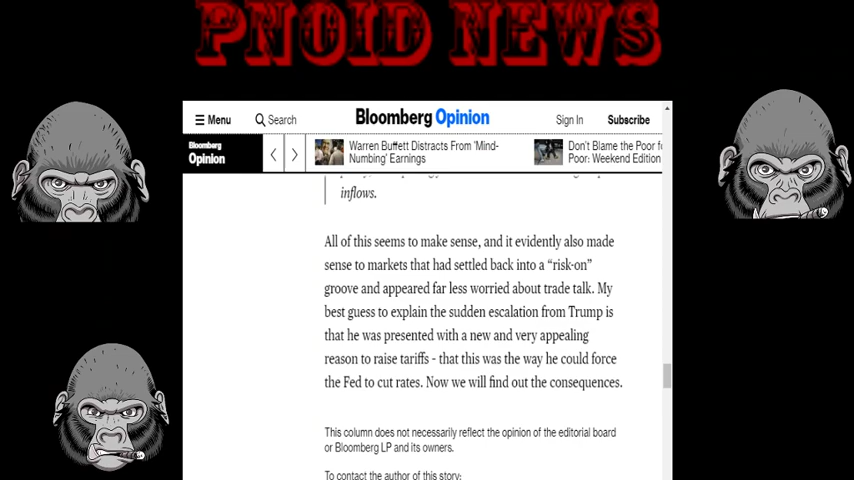 PNOID NEWS
Menu
Search
Bloomberg Opinion
Sign In
Subscribe
Bloomberg
Opinion
Warren Buffett Distracts From 'Mind-
Numbing' Earnings
Don't Blame the Poor fo
Poor: Weekend Edition
inflows.
All of this seems to make sense, and it evidently also made
sense to markets that had settled back into a “risk-on”
groove and appeared far less worried about trade talk. My
best guess to explain the sudden escalation from Trump is
that he was presented with a new and very appealing
reason to raise tariffs - that this was the way he could force
the Fed to cut rates. Now we will find out the consequences.
This column does not necessarily reflect the opinion of the editorial board
or Bloomberg LP and its owners.
To contact the author of this story: